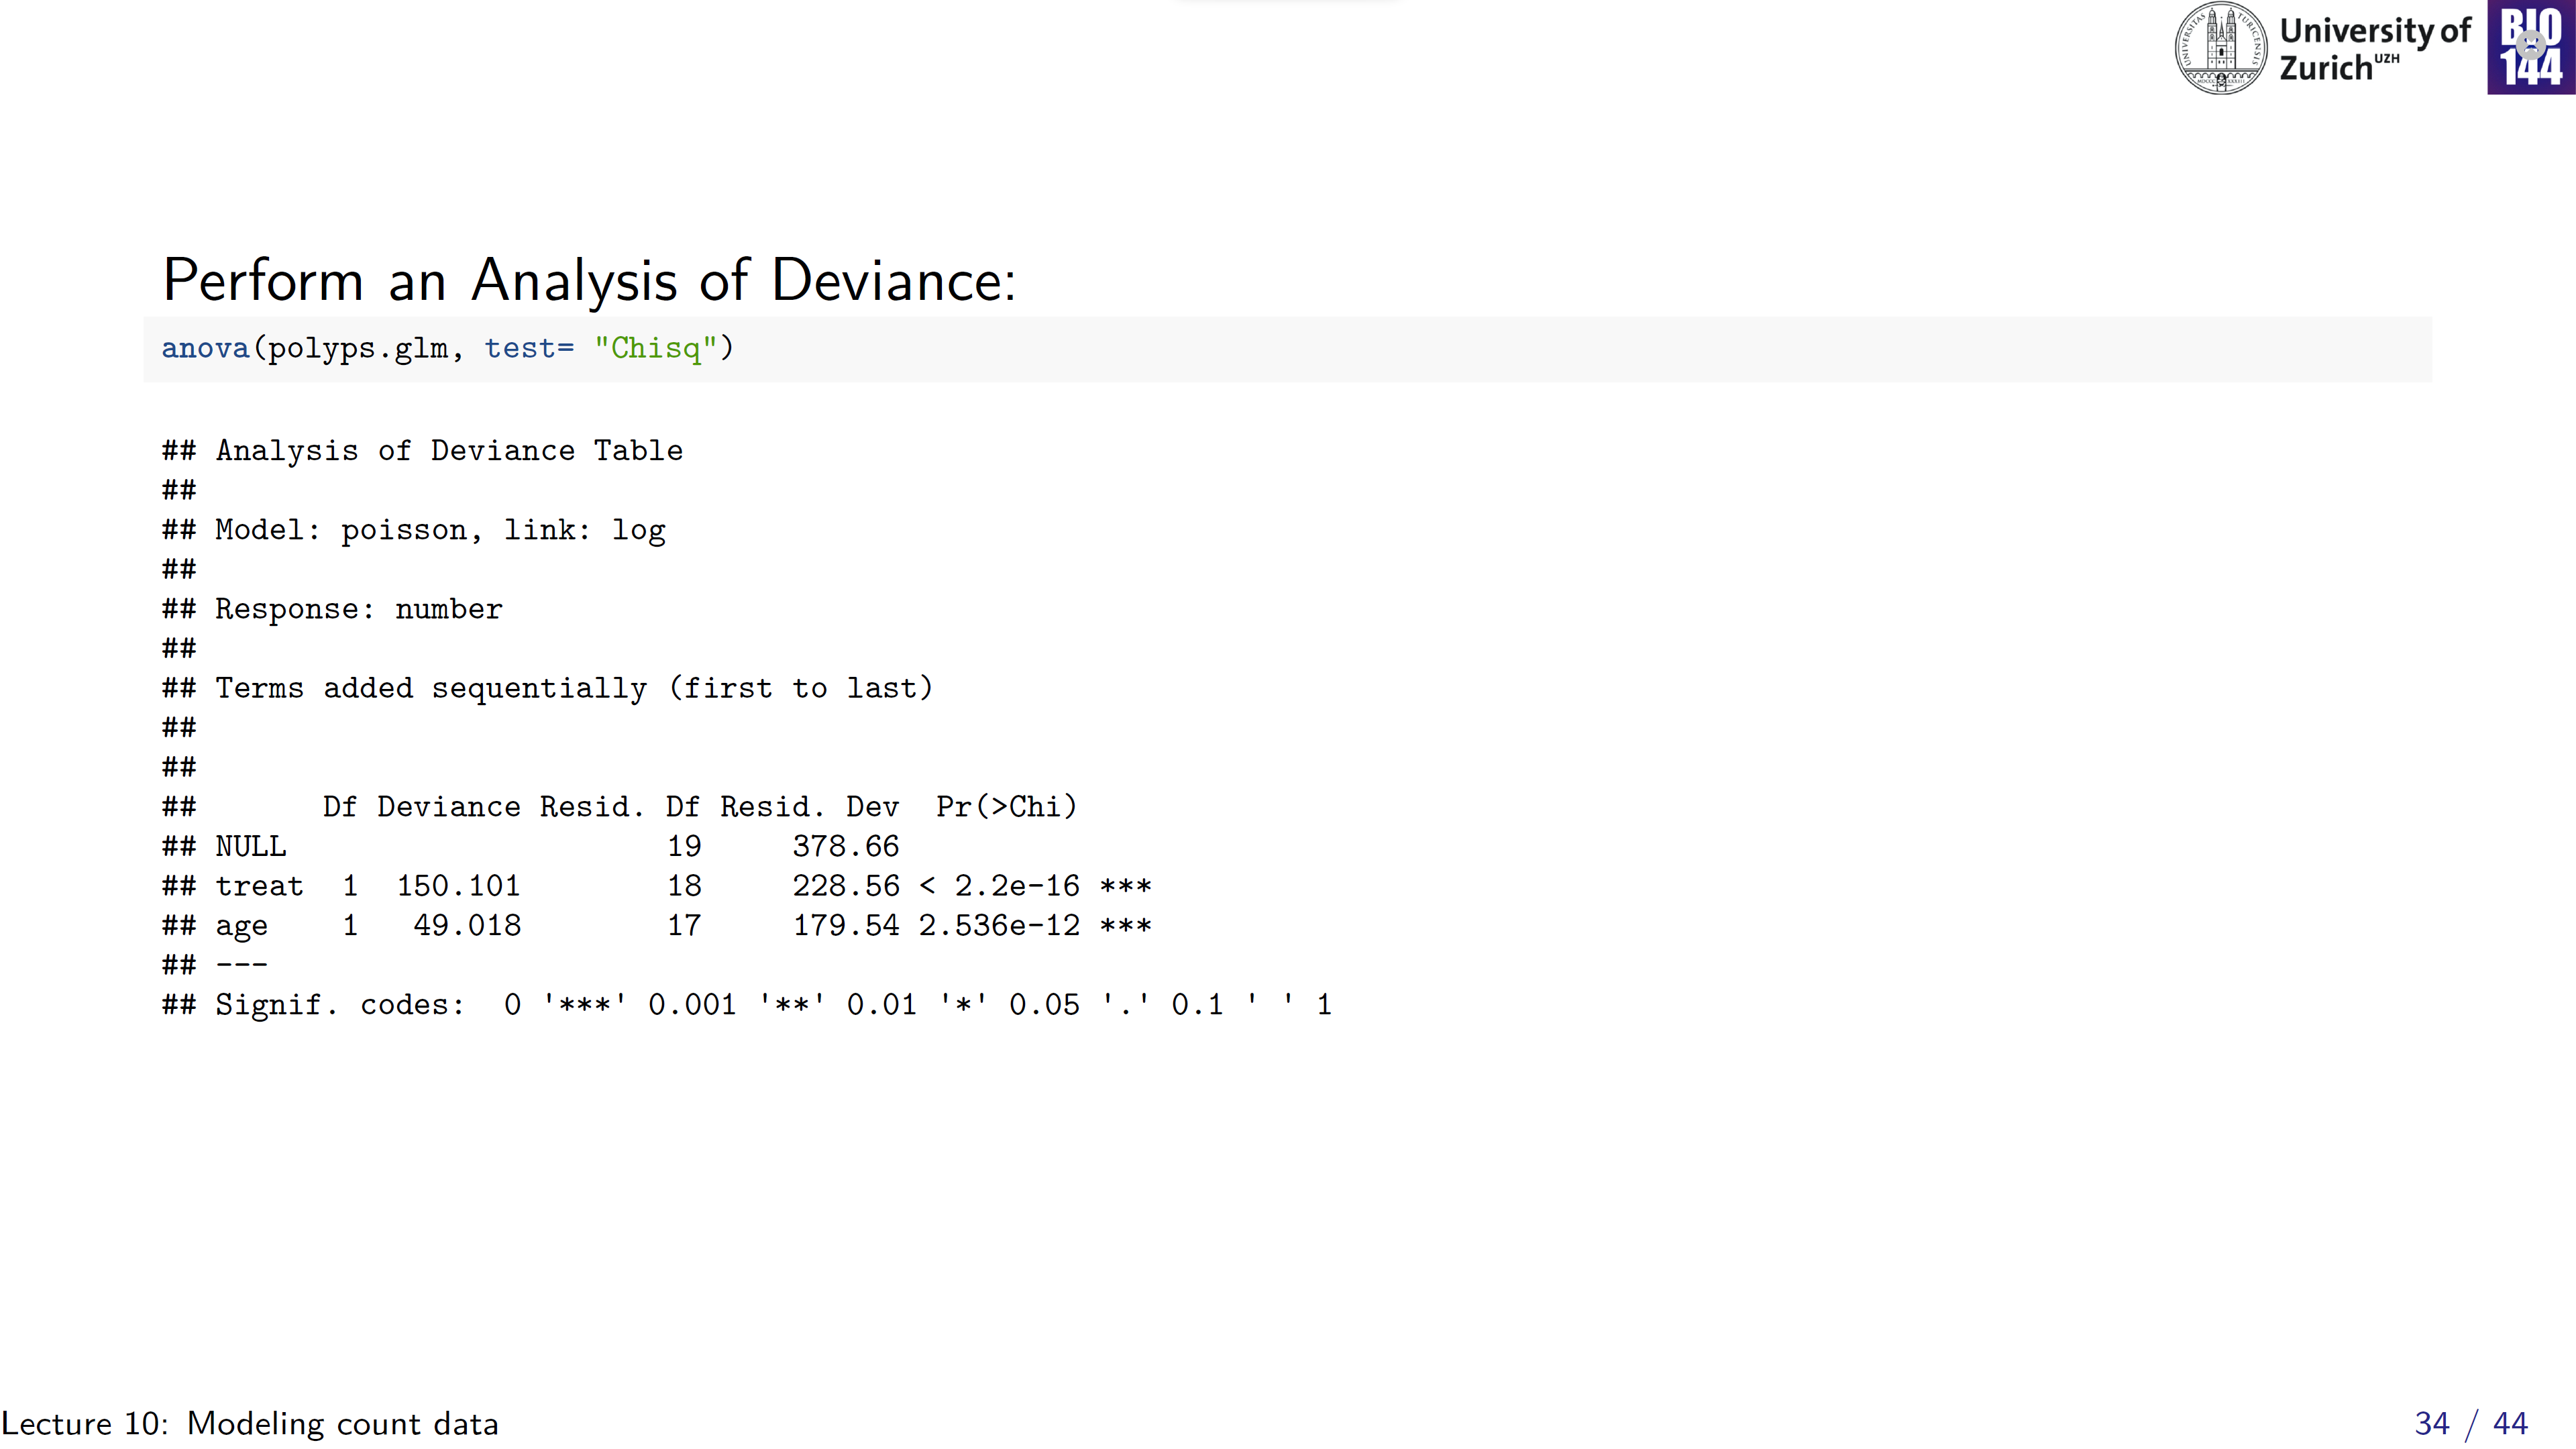 University of
Zurich UZH
BIO
144
Perform an Analysis of Deviance:
anova(polyps.glm, test= "Chisq")
## Analysis of Deviance Table
##
## Model: poisson, link: log
##
## Response: number
##
## Terms added sequentially (first to last)
##
##
##       Df Deviance Resid. Df Resid. Dev  Pr(>Chi)
## NULL                     19     378.66
## treat  1  150.101        18     228.56 < 2.2e-16 ***
## age    1   49.018        17     179.54 2.536e-12 ***
## ---
## Signif. codes:  0 '***' 0.001 '**' 0.01 '*' 0.05 '.' 0.1 ' ' 1
Lecture 10: Modeling count data
34 / 44